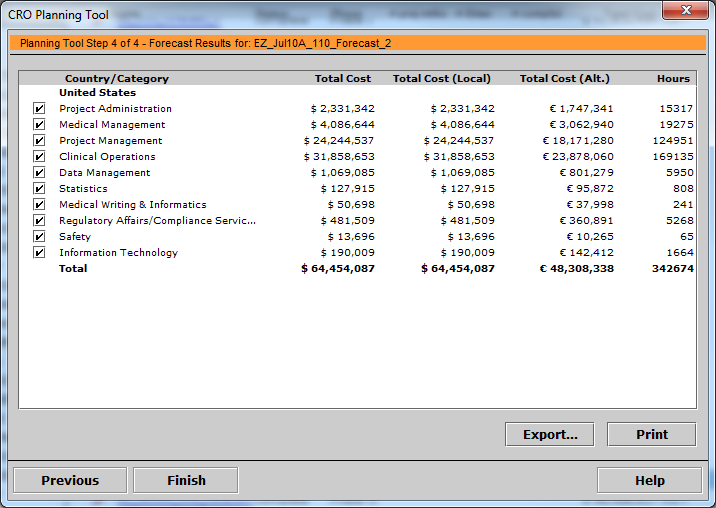 CRO Planning Tool
Planning Tool Step 4 of 4 - Forecast Results for: EZ_Jul10A_110_Forecast_2
Country/Category Total Cost Total Cost (Local) Total Cost (Alt.) Hours
United States
Project Administration $ 2,331,342 $ 2,331,342 € 1,747,341 15317
Medical Management $ 4,086,644 $ 4,086,644 € 3,062,940 19275
Project Management $ 24,244,537 $ 24,244,537 € 18,171,280 124951
Clinical Operations $ 31,858,653 $ 31,858,653 € 23,878,060 169135
Data Management $ 1,069,085 $ 1,069,085 € 801,279 5950
Statistics $ 127,915 $ 127,915 € 95,872 808
Medical Writing & Informatics $ 50,698 $ 50,698 € 37,998 241
Regulatory Affairs/Compliance Servic... $ 481,509 $ 481,509 € 360,891 5268
Safety $ 13,696 $ 13,696 € 10,265 65
Information Technology $ 190,009 $ 190,009 € 142,412 1664
Total $ 64,454,087 $ 64,454,087 € 48,308,338 342674
Export... Print
Previous Finish Help